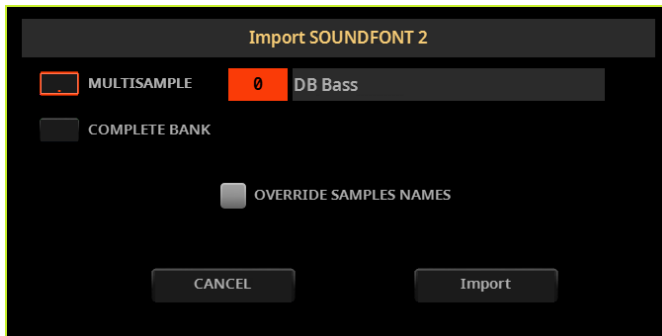 Import SOUNDFONT 2
MULTISAMPLE 0 DB Bass
COMPLETE BANK
OVERRIDE SAMPLES NAMES
CANCEL Import